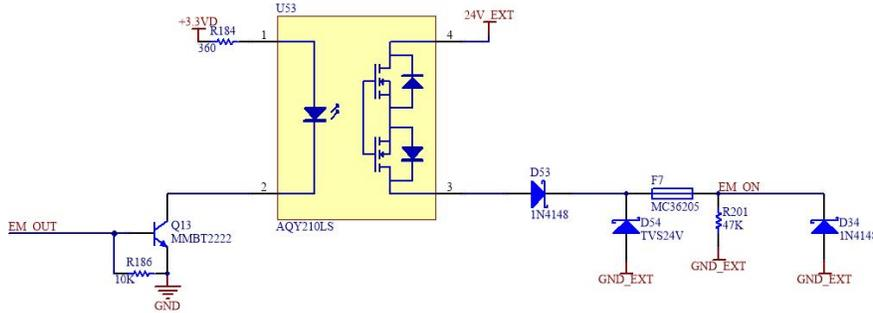 U53
24V_EXT
+3.3VD
R184
360
1
4
2
3
AQY210LS
D53
1N4148
F7
MC36205
EM_ON
D54
TVS24V
R201
47K
D34
1N4148
GND_EXT
GND_EXT
GND_EXT
EM_OUT
Q13
MMBT2222
R186
10K
GND